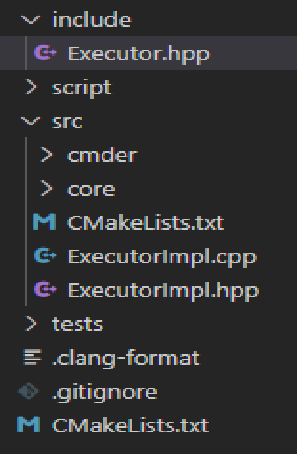 include
Executor.hpp
script
src
cmder
core
CMakeLists.txt
ExecutorImpl.cpp
ExecutorImpl.hpp
tests
.clang-format
.gitignore
CMakeLists.txt